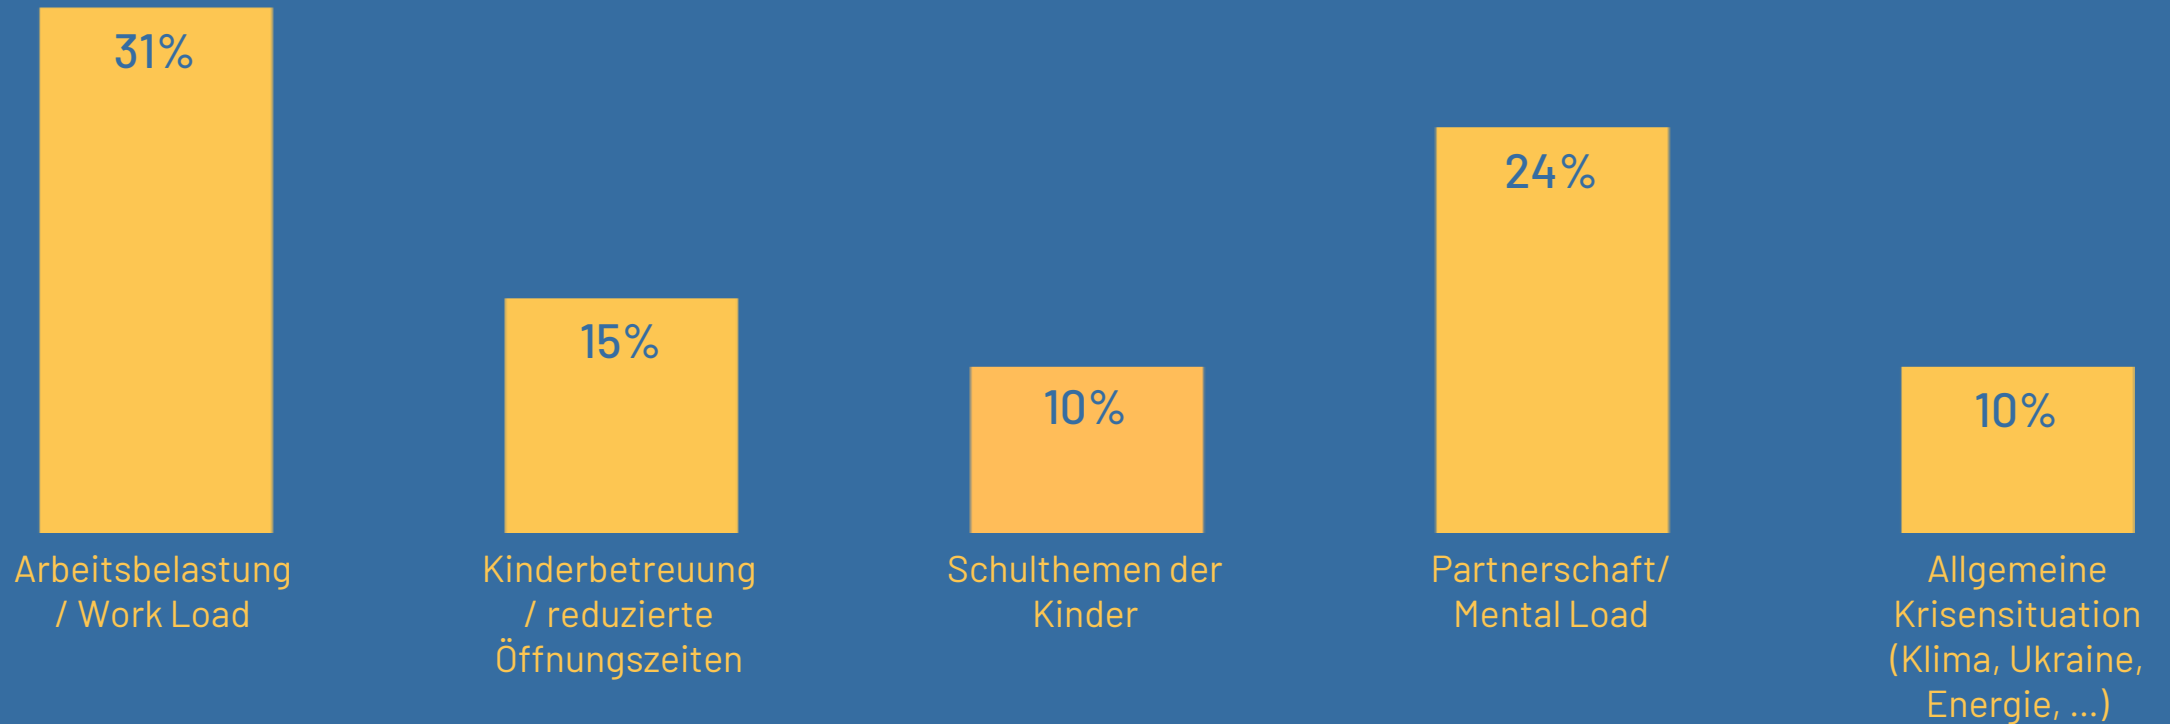 31%
15%
10%
24%
10%
Arbeitsbelastung
/ Work Load
Kinderbetreuung
/ reduzierte
Öffnungszeiten
Schulthemen der
Kinder
Partnerschaft/
Mental Load
Allgemeine
Krisensituation
(Klima, Ukraine,
Energie, ...)